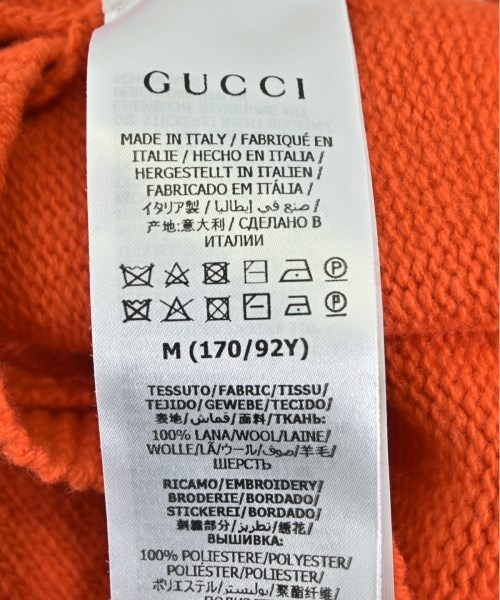 GUCCI
MADE IN ITALY / FABRIQUÉ EN
ITALIE / HECHO EN ITALIA /
HERGESTELLT IN ITALIEN /
FABRICADO EM ITÁLIA /
イタリア製 / صنع في إيطاليا /
产地:意大利 / СДЕЛАНО В
ИТАЛИИ
P
P
M (170/92Y)
TESSUTO/FABRIC/TISSU/
TEJIDO/GEWEBE/TECIDO/
表地/قماش/面料/ТКАНЬ:
100% LANA/WOOL/LAINE/
WOLLE/LÃ/ウール/صوف/羊毛/
ШЕРСТЬ
RICAMO/EMBROIDERY/
BRODERIE/BORDADO/
STICKEREI/BORDADO/
刺繍部分/تطريز/绣花/
ВЫШИВКА:
100% POLIESTERE/POLYESTER/
POLIÉSTER/POLYESTER/
ポリエステル/بوليستر/聚酯纤维/